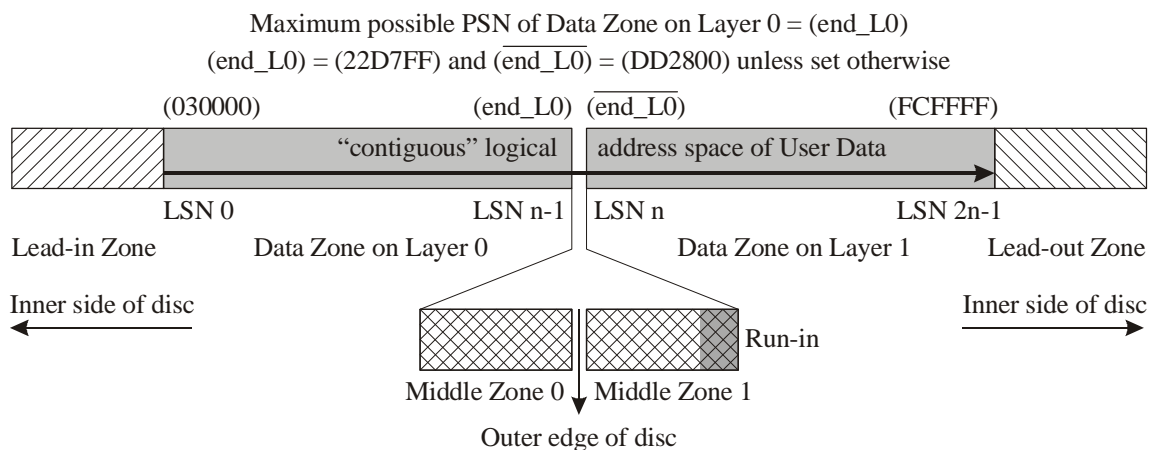 Maximum possible PSN of Data Zone on Layer 0 = (end_L0)
(end_L0) = (22D7FF) and (end_L0) = (DD2800) unless set otherwise
(030000) (end_L0) (end_L0) (FCFFFF)
“contiguous” logical address space of User Data
LSN 0 LSN n-1 LSN n LSN 2n-1
Lead-in Zone Data Zone on Layer 0 Data Zone on Layer 1 Lead-out Zone
Inner side of disc Inner side of disc
Run-in
Middle Zone 0 Middle Zone 1
Outer edge of disc